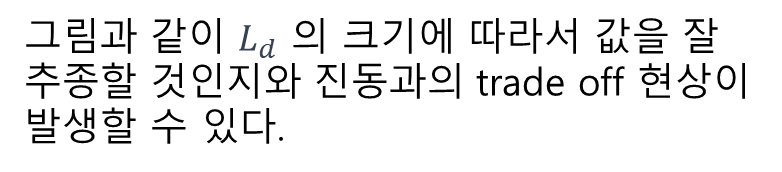 그림과 같이 L_d 의 크기에 따라서 값을 잘
추종할 것인지와 진동과의 trade off 현상이
발생할 수 있다.